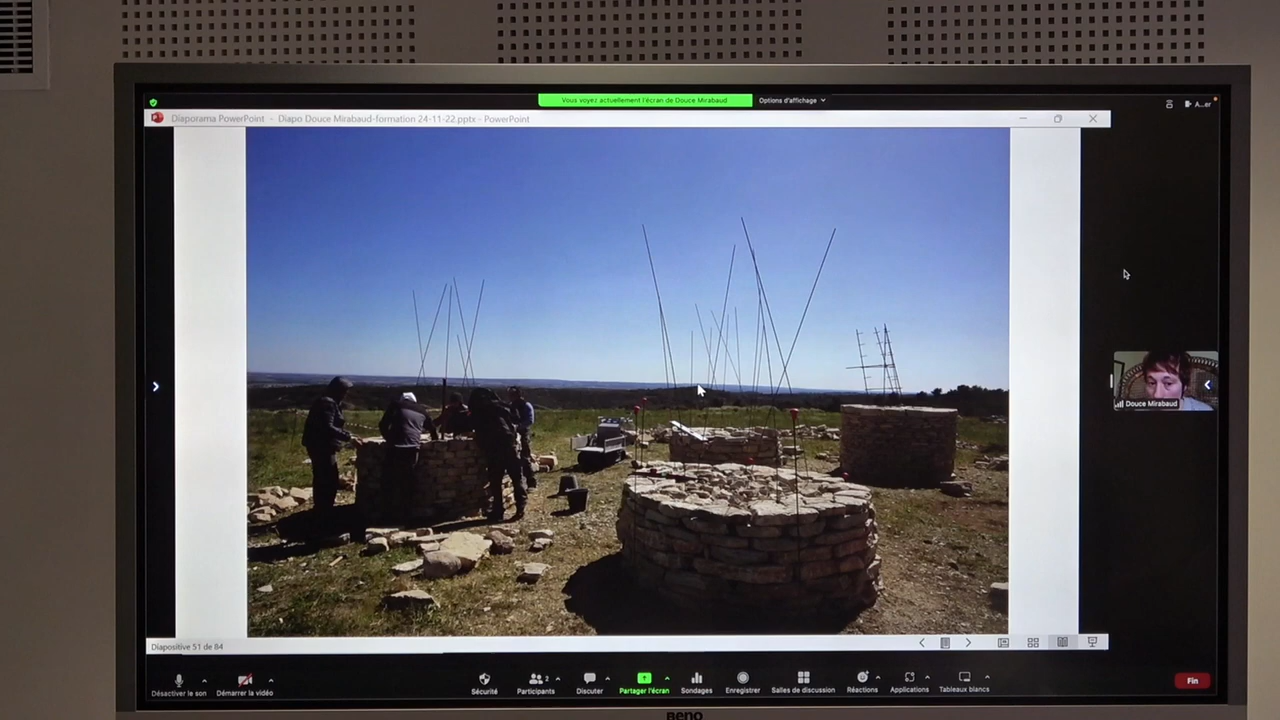 Vous voyez actuellement l'écran de Douce Mirabaud
Options d'affichage
A...er
Diaporama PowerPoint - Diapo Douce Mirabaud-formation 24-11-22.pptx - PowerPoint
Douce Mirabaud
Diapositive 51 de 84
Désactiver le son
Démarrer la vidéo
Sécurité
Participants
2
Discuter
Partager l'écran
Sondages
Enregistrer
Salles de discussion
Réactions
Applications
Tableaux blancs
Fin
BenQ